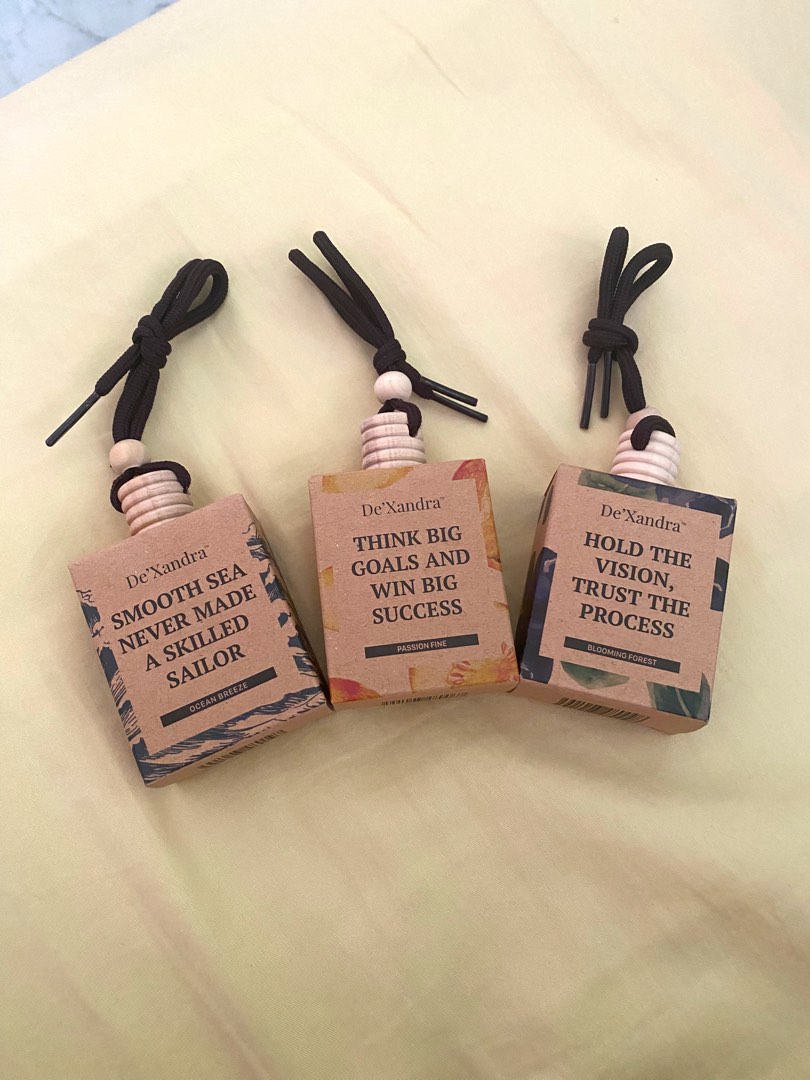 De'Xandra™
SMOOTH SEA
NEVER MADE
A SKILLED
SAILOR
OCEAN BREEZE
De'Xandra™
THINK BIG
GOALS AND
WIN BIG
SUCCESS
PASSION FINE
De'Xandra™
HOLD THE
VISION,
TRUST THE
PROCESS
BLOOMING FOREST